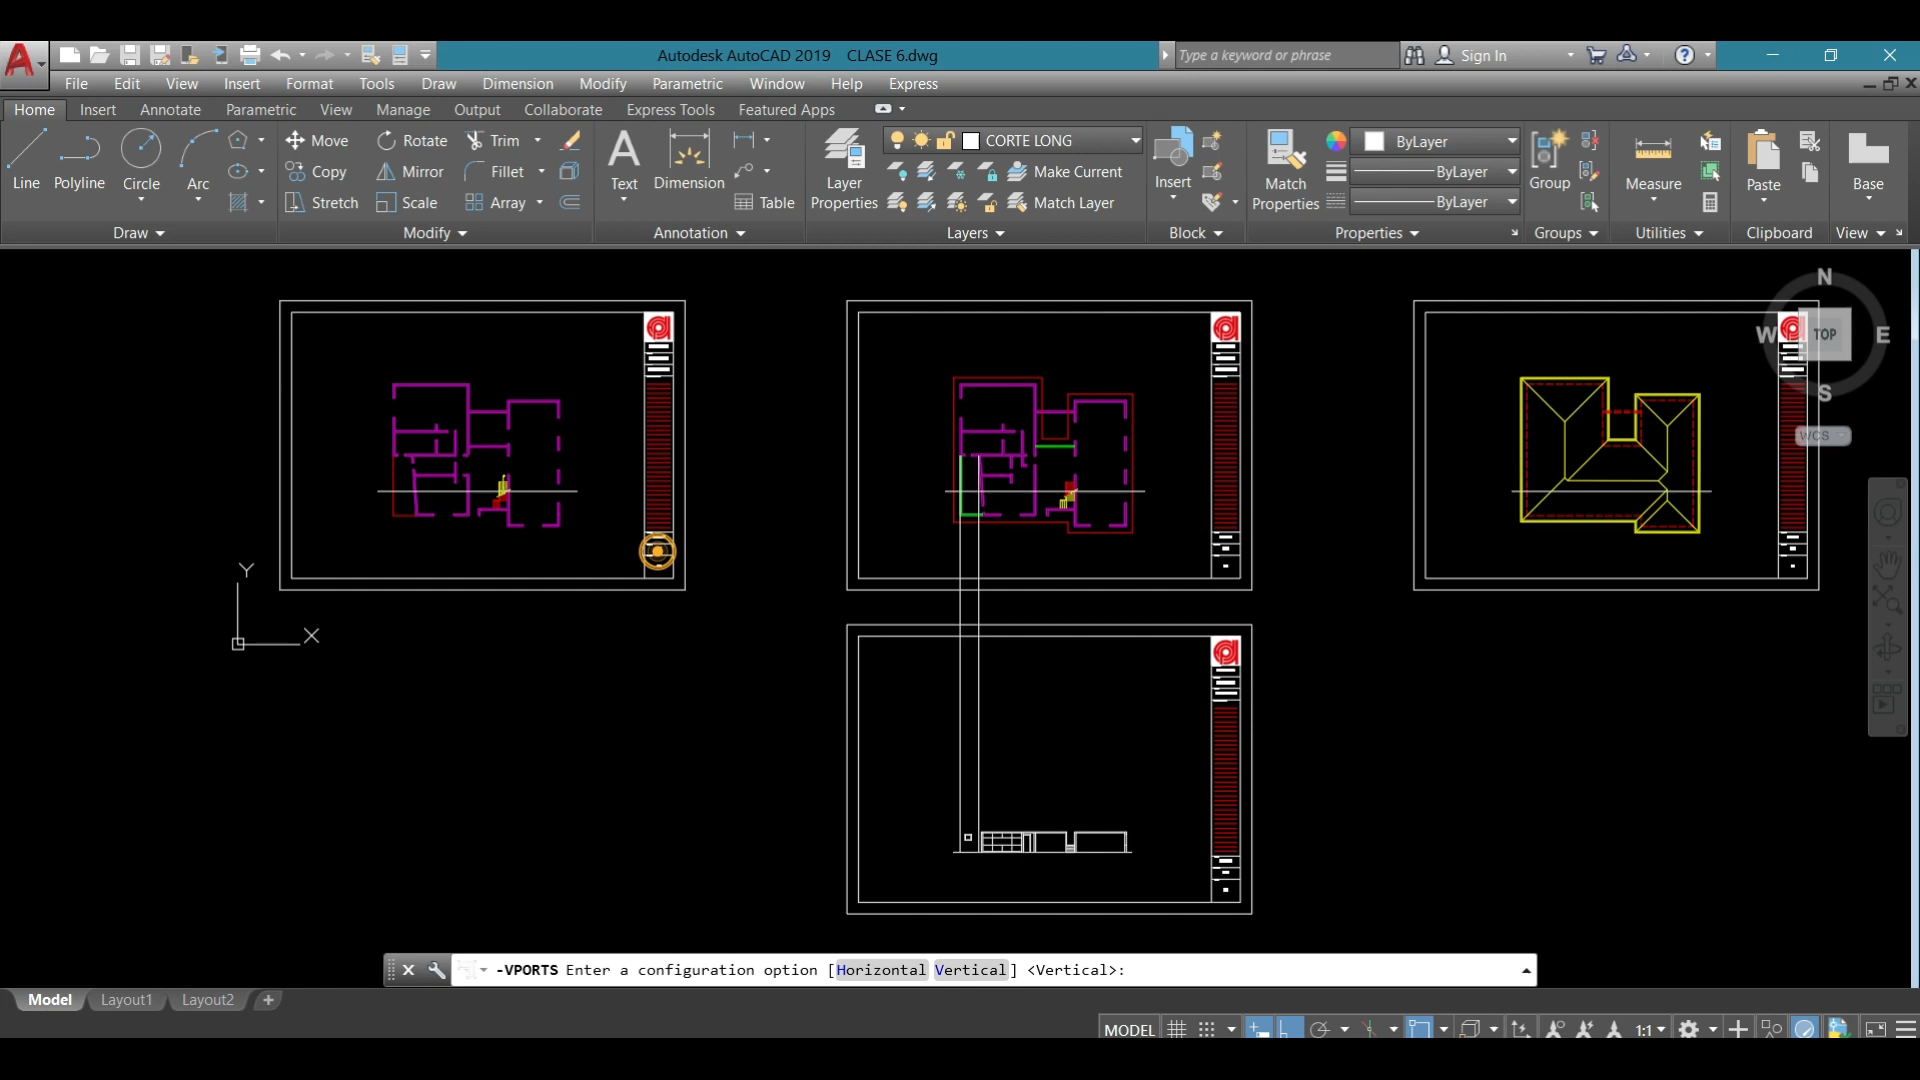 Autodesk AutoCAD 2019 CLASE 6.dwg
Type a keyword or phrase
Sign In
File Edit View Insert Format Tools Draw Dimension Modify Parametric Window Help Express
Home Insert Annotate Parametric View Manage Output Collaborate Express Tools Featured Apps
Line
Polyline
Circle
Arc
Move
Rotate
Trim
Copy
Mirror
Fillet
Stretch
Scale
Array
Text
Dimension
Table
Layer Properties
CORTE LONG
Make Current
Match Layer
Insert
Match Properties
ByLayer
ByLayer
ByLayer
Group
Measure
Paste
Base
Draw
Modify
Annotation
Layers
Block
Properties
Groups
Utilities
Clipboard
View
N
W TOP E
S
WCS
Y
X
-VPORTS Enter a configuration option [Horizontal Vertical] <Vertical>:
Model Layout1 Layout2 +
MODEL
1:1